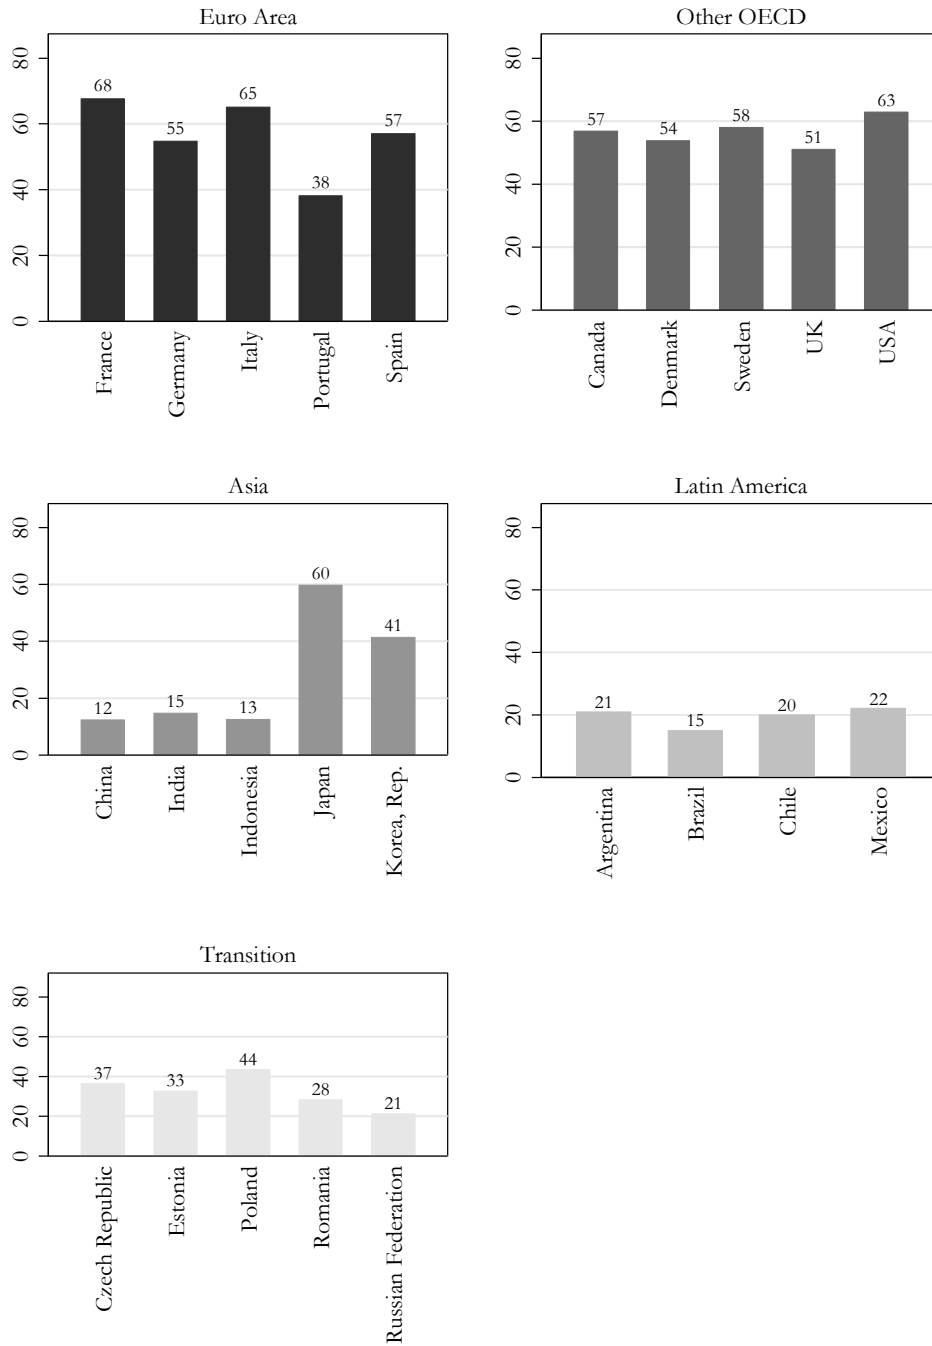 Euro Area
80
60
40
20
0
68
55
65
38
57
France
Germany
Italy
Portugal
Spain
Other OECD
80
60
40
20
0
57
54
58
51
63
Canada
Denmark
Sweden
UK
USA
Asia
80
60
40
20
0
12
15
13
60
41
China
India
Indonesia
Japan
Korea, Rep.
Latin America
80
60
40
20
0
21
15
20
22
Argentina
Brazil
Chile
Mexico
Transition
80
60
40
20
0
37
33
44
28
21
Czech Republic
Estonia
Poland
Romania
Russian Federation